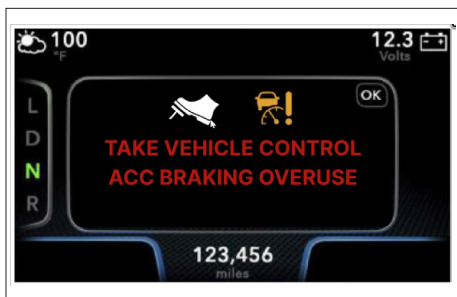 100
°F
12.3
Volts
OK
L
D
N
R
TAKE VEHICLE CONTROL
ACC BRAKING OVERUSE
123,456
miles